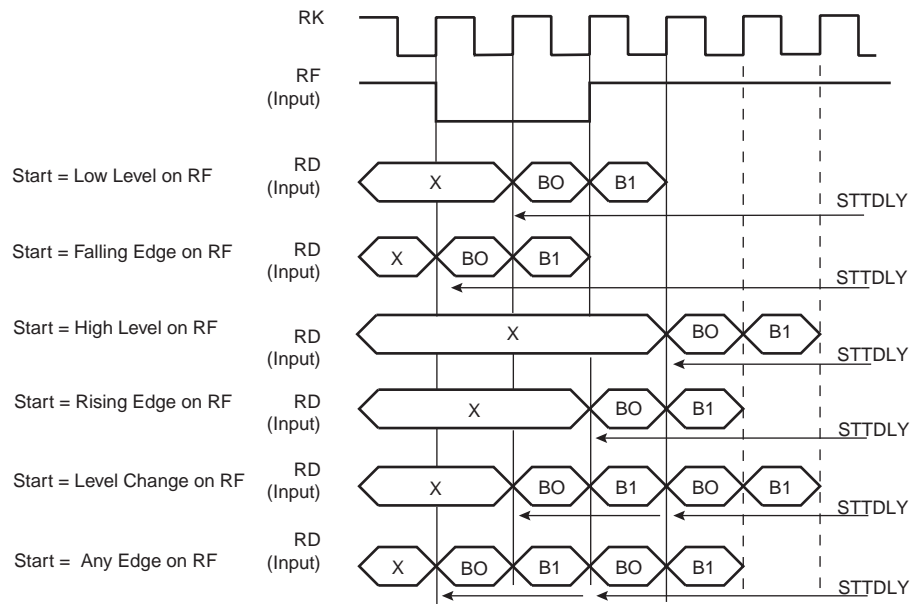 RK
RF
(Input)
Start = Low Level on RF
RD
(Input)
X
BO
B1
STTDLY
Start = Falling Edge on RF
RD
(Input)
X
BO
B1
STTDLY
Start = High Level on RF
RD
(Input)
X
BO
B1
STTDLY
Start = Rising Edge on RF
RD
(Input)
X
BO
B1
STTDLY
Start = Level Change on RF
RD
(Input)
X
BO
B1
BO
B1
STTDLY
Start = Any Edge on RF
RD
(Input)
X
BO
B1
BO
B1
STTDLY